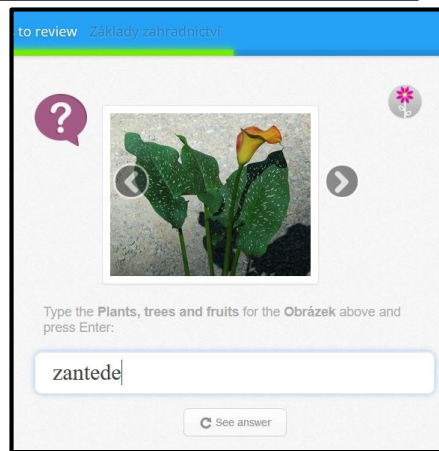 to review Základy zahradnictví
?
Type the Plants, trees and fruits for the Obrázek above and
press Enter:
zantede
See answer